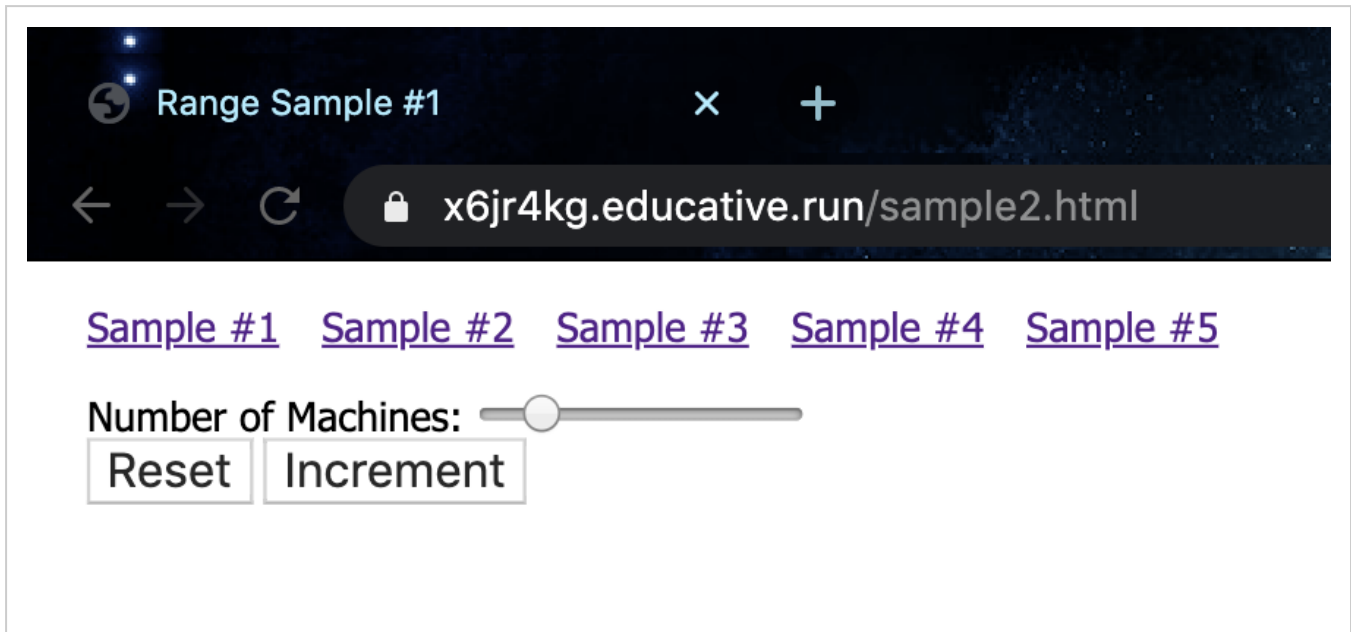 Range Sample #1
x6jr4kg.educative.run/sample2.html
Sample #1 Sample #2 Sample #3 Sample #4 Sample #5
Number of Machines:
Reset Increment